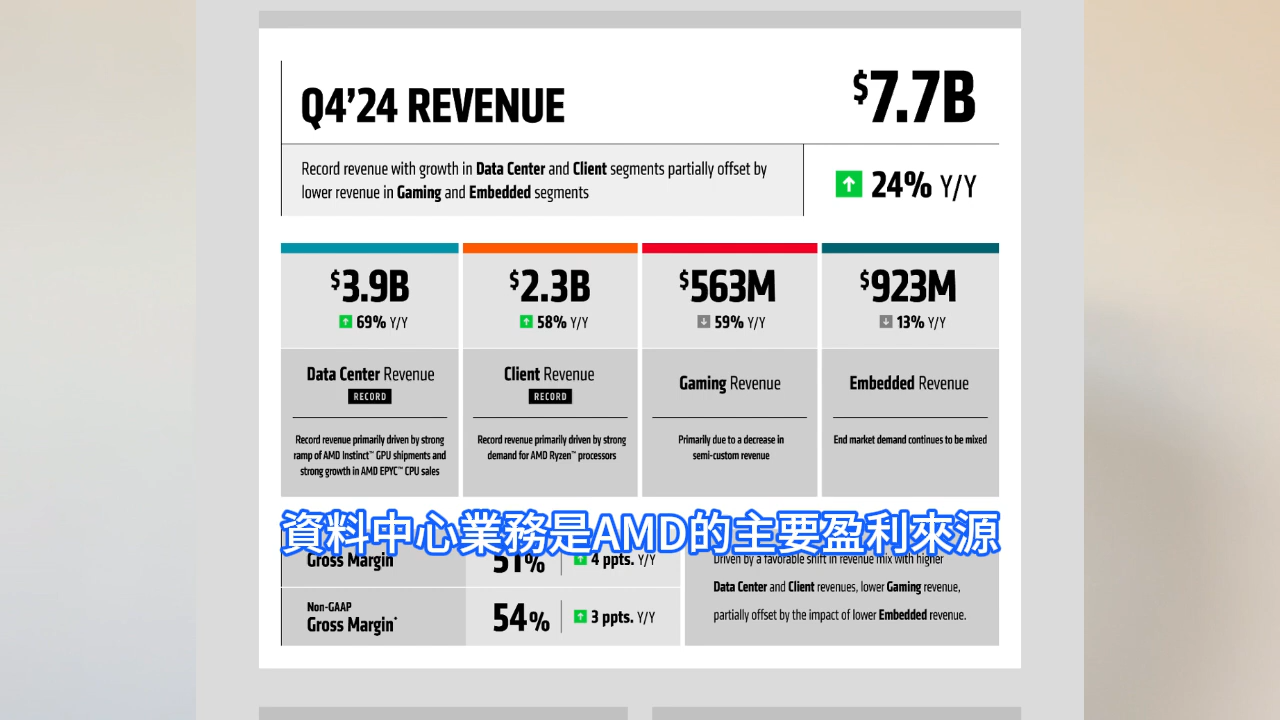 Q4’24 REVENUE
$7.7B
Record revenue with growth in Data Center and Client segments partially offset by
lower revenue in Gaming and Embedded segments
24% Y/Y
$3.9B
69% Y/Y
Data Center Revenue
RECORD
Record revenue primarily driven by strong
ramp of AMD Instinct™ GPU shipments and
strong growth in AMD EPYC™ CPU sales
$2.3B
58% Y/Y
Client Revenue
RECORD
Record revenue primarily driven by strong
demand for AMD Ryzen™ processors
$563M
59% Y/Y
Gaming Revenue
Primarily due to a decrease in
semi-custom revenue
$923M
13% Y/Y
Embedded Revenue
End market demand continues to be mixed
資料中心業務是AMD的主要盈利來源
Gross Margin
51%
4 ppts. Y/Y
Non-GAAP
Gross Margin*
54%
3 ppts. Y/Y
Driven by a favorable shift in revenue mix with higher
Data Center and Client revenues, lower Gaming revenue,
partially offset by the impact of lower Embedded revenue.